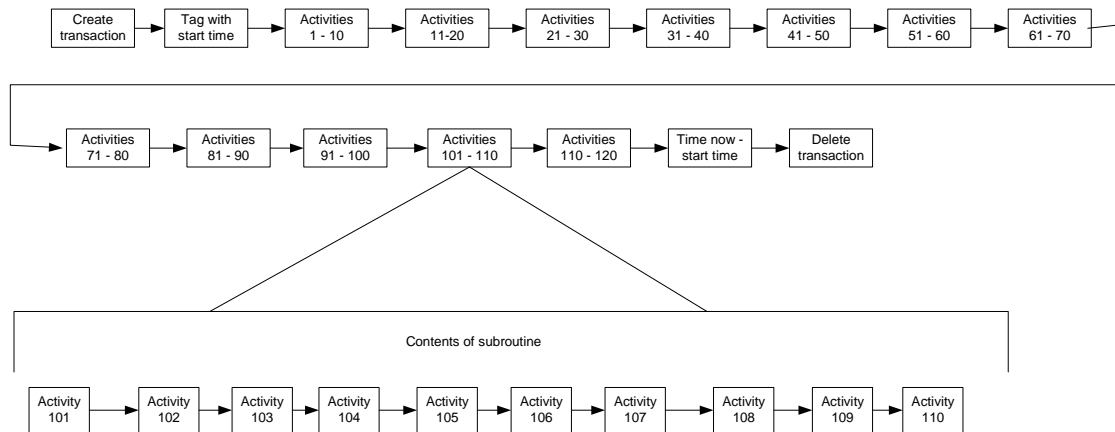 Create
transaction
Tag with
start time
Activities
1 - 10
Activities
11-20
Activities
21 - 30
Activities
31 - 40
Activities
41 - 50
Activities
51 - 60
Activities
61 - 70
Activities
71 - 80
Activities
81 - 90
Activities
91 - 100
Activities
101 - 110
Activities
110 - 120
Time now -
start time
Delete
transaction
Contents of subroutine
Activity
101
Activity
102
Activity
103
Activity
104
Activity
105
Activity
106
Activity
107
Activity
108
Activity
109
Activity
110